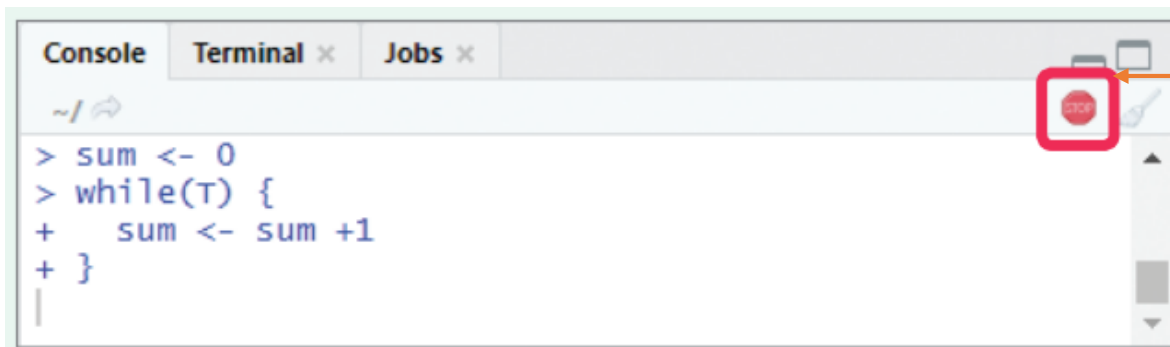 Console Terminal × Jobs ×
~/
STOP
> sum <- 0
> while(T) {
+   sum <- sum +1
+ }